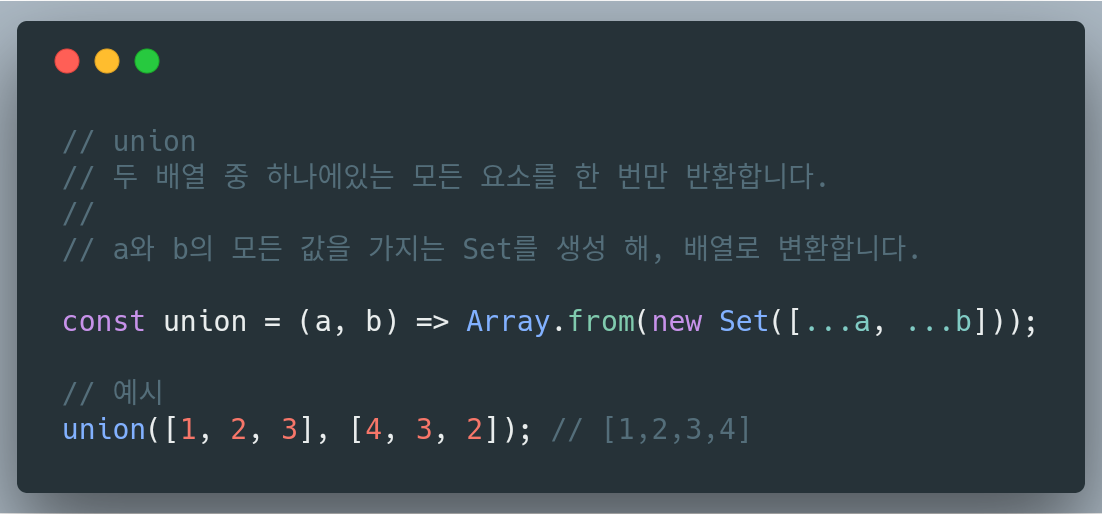 // union
// 두 배열 중 하나에있는 모든 요소를 한 번만 반환합니다.
//
// a와 b의 모든 값을 가지는 Set를 생성 해, 배열로 변환합니다.
const union = (a, b) => Array.from(new Set([...a, ...b]));
// 예시
union([1, 2, 3], [4, 3, 2]); // [1,2,3,4]